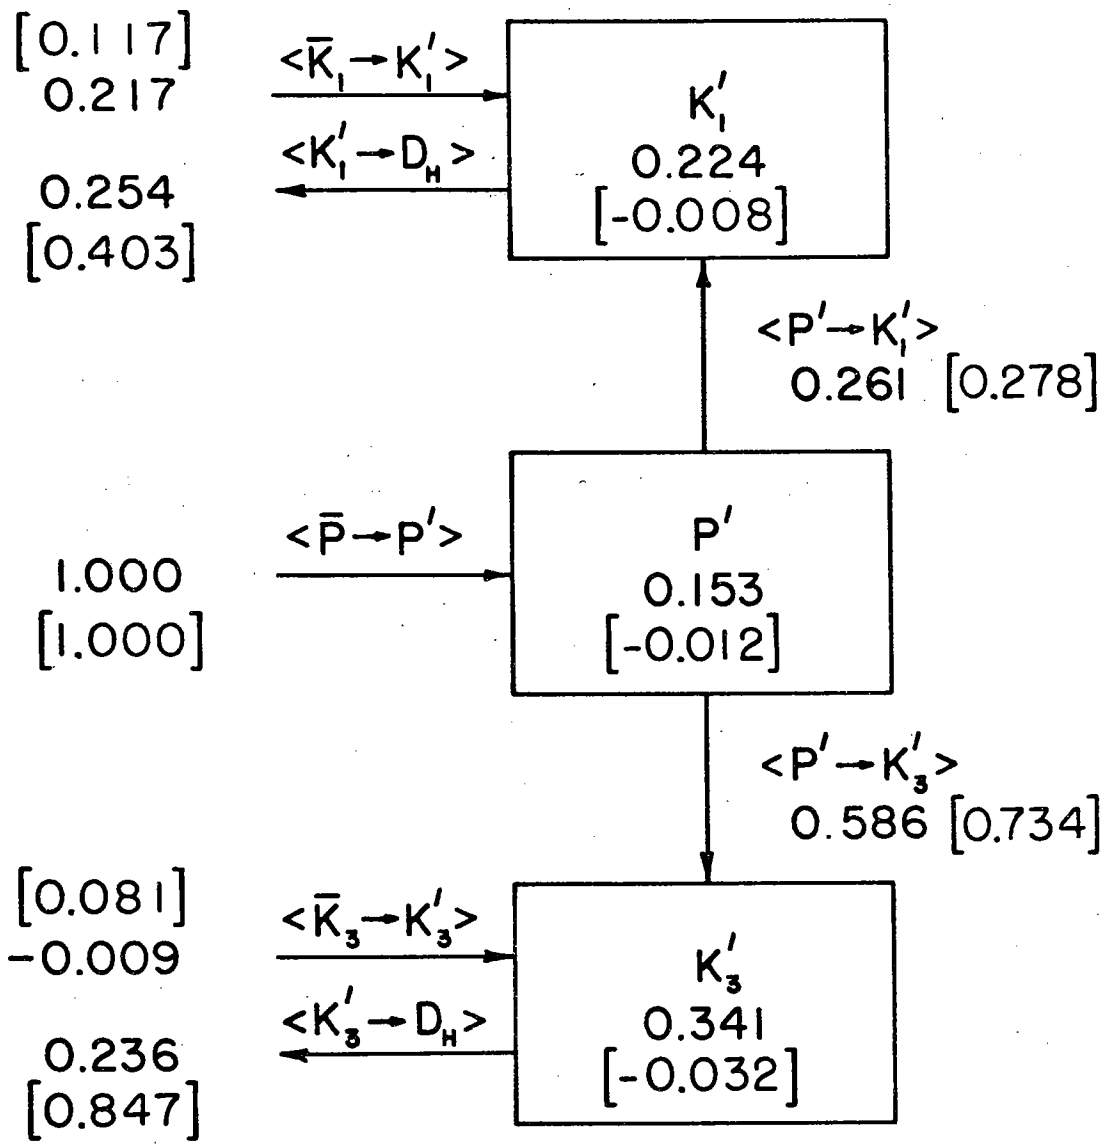 [0.117]
0.217
<K̄₁→K₁′>
<K₁′→D_H>
0.254
[0.403]
K₁′
0.224
[-0.008]
<P′→K₁′>
0.261 [0.278]
<P̄→P′>
1.000
[1.000]
P′
0.153
[-0.012]
<P′→K₃′>
0.586 [0.734]
[0.081]
-0.009
<K̄₃→K₃′>
<K₃′→D_H>
0.236
[0.847]
K₃′
0.341
[-0.032]